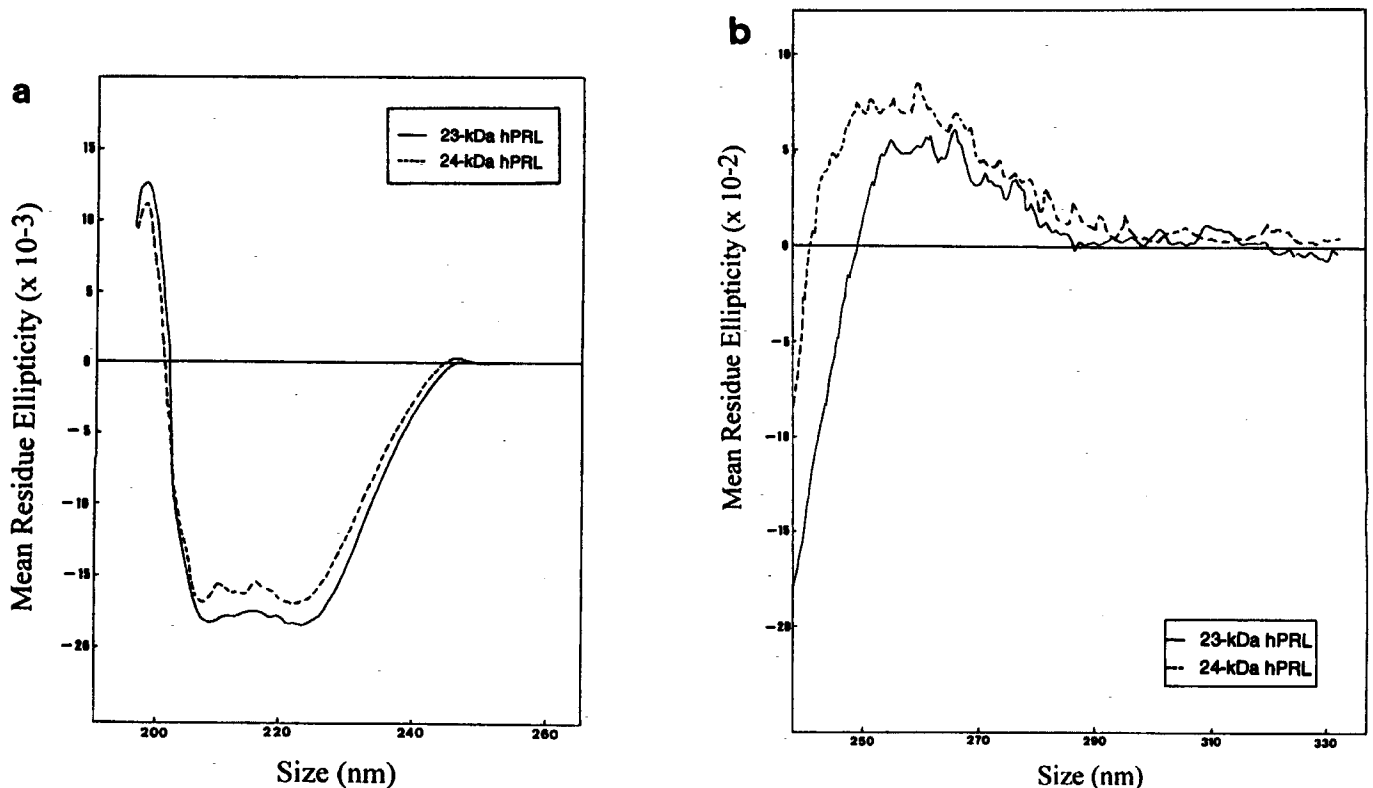 a
Mean Residue Ellipticity (x 10-3)
15
10
5
0
-5
-10
-15
-20
23-kDa hPRL
24-kDa hPRL
200
220
240
260
Size (nm)
b
Mean Residue Ellipticity (x 10-2)
10
5
0
-5
-10
-15
-20
23-kDa hPRL
24-kDa hPRL
250
270
290
310
330
Size (nm)